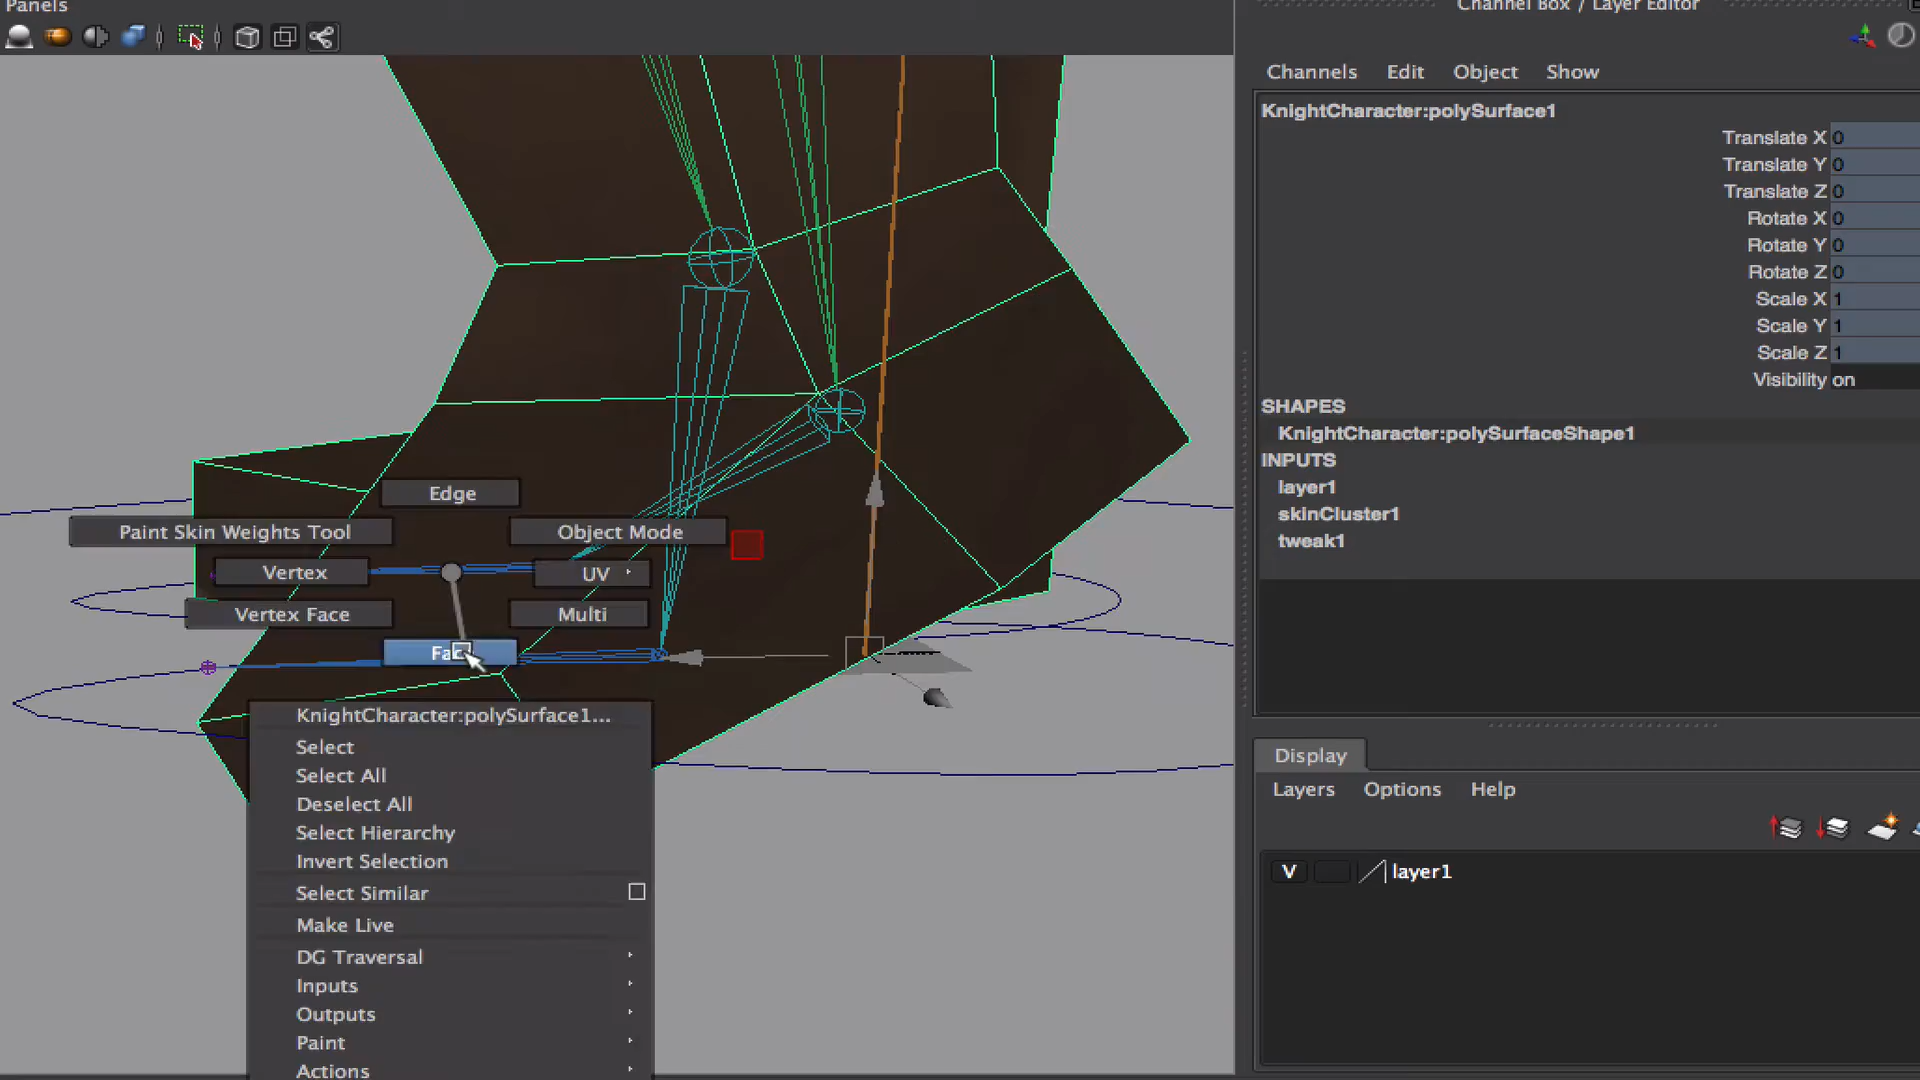 Panels
Channel Box / Layer Editor
Channels Edit Object Show
KnightCharacter:polySurface1
Translate X 0
Translate Y 0
Translate Z 0
Rotate X 0
Rotate Y 0
Rotate Z 0
Scale X 1
Scale Y 1
Scale Z 1
Visibility on
SHAPES
KnightCharacter:polySurfaceShape1
INPUTS
layer1
skinCluster1
tweak1
Edge
Paint Skin Weights Tool
Object Mode
Vertex
UV
Vertex Face
Multi
KnightCharacter:polySurface1...
Select
Select All
Deselect All
Select Hierarchy
Invert Selection
Select Similar
Make Live
DG Traversal
Inputs
Outputs
Paint
Actions
Display
Layers Options Help
V layer1